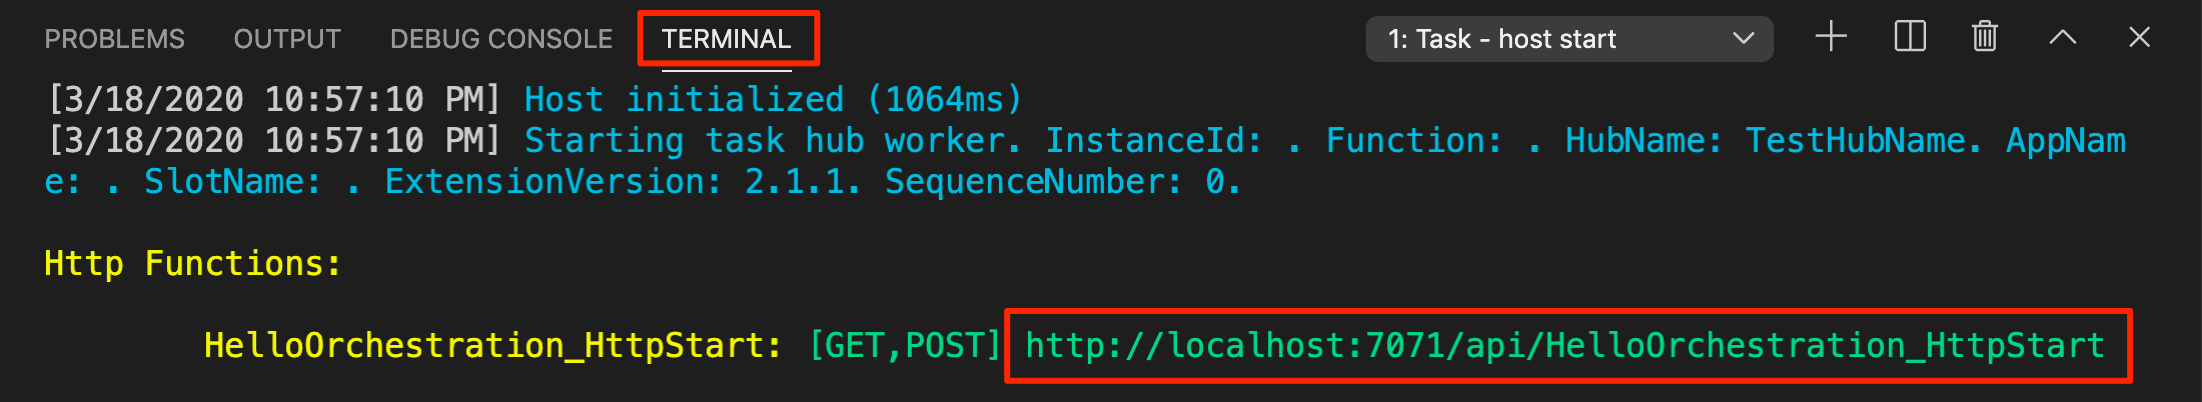 PROBLEMS OUTPUT DEBUG CONSOLE TERMINAL 1: Task - host start
[3/18/2020 10:57:10 PM] Host initialized (1064ms)
[3/18/2020 10:57:10 PM] Starting task hub worker. InstanceId: . Function: . HubName: TestHubName. AppNam
e: . SlotName: . ExtensionVersion: 2.1.1. SequenceNumber: 0.
Http Functions:
HelloOrchestration_HttpStart: [GET,POST] http://localhost:7071/api/HelloOrchestration_HttpStart